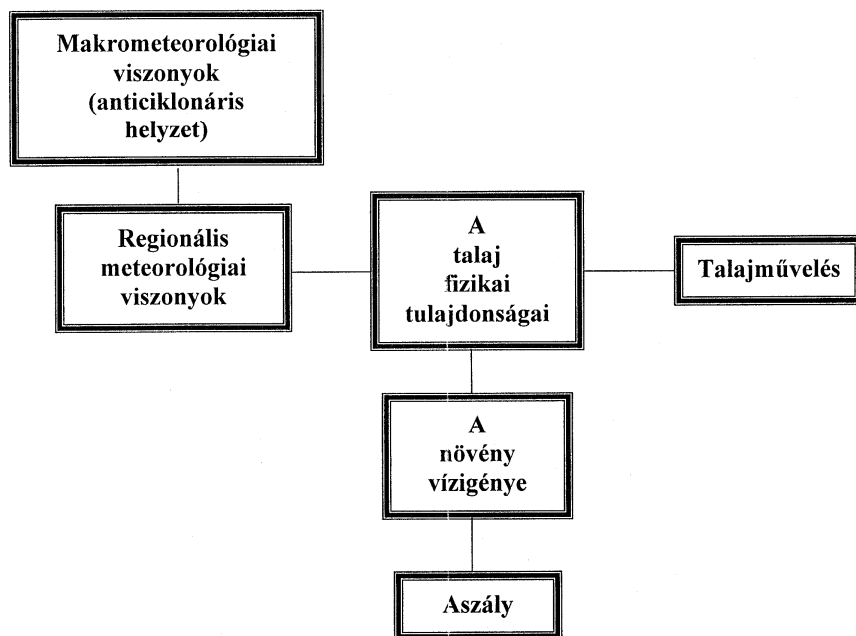 Makrometeorológiai
viszonyok
(anticiklonáris
helyzet)
Regionális
meteorológiai
viszonyok
A
talaj
fizikai
tulajdonságai
Talajművelés
A
növény
vízigénye
Aszály